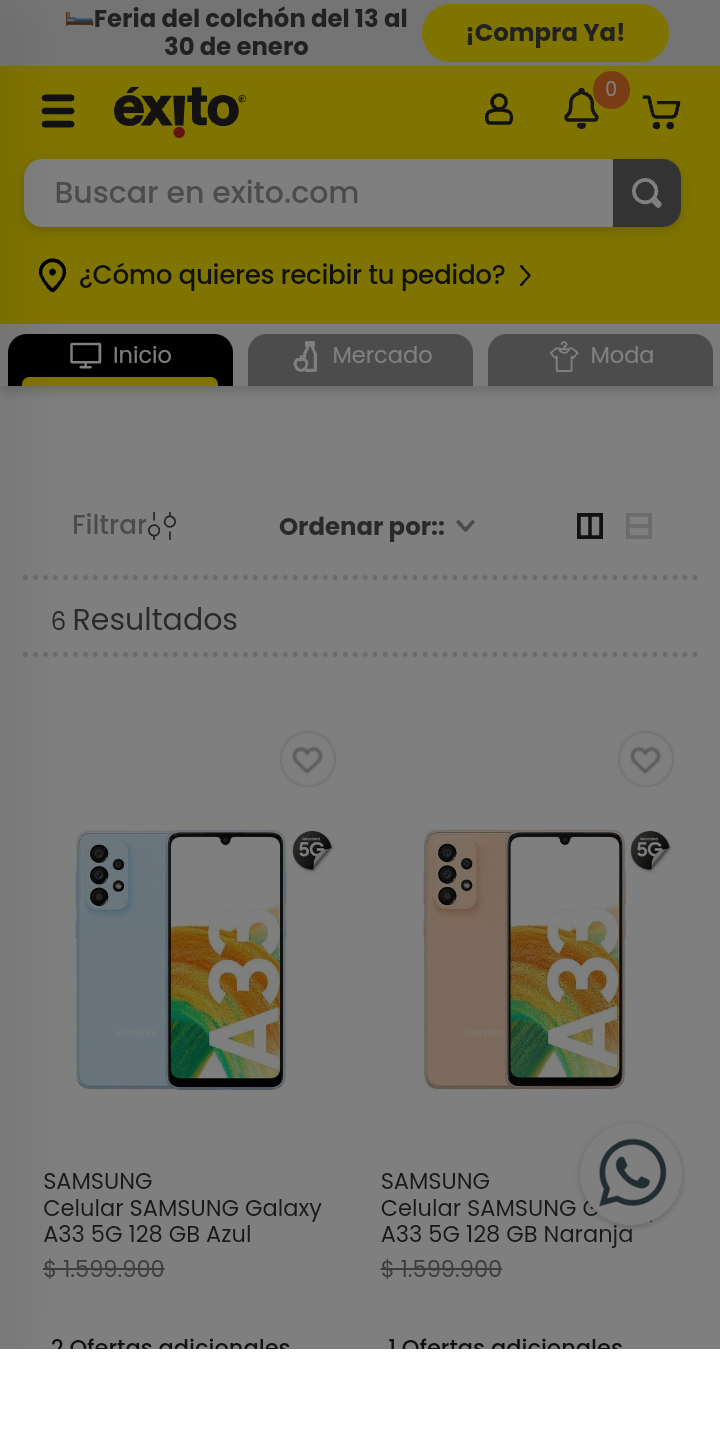 Feria del colchón del 13 al
30 de enero
¡Compra Ya!
éxito
0
Buscar en exito.com
¿Cómo quieres recibir tu pedido?
Inicio
Mercado
Moda
Filtrar
Ordenar por::
6 Resultados
5G
5G
A33
A33
SAMSUNG
SAMSUNG
SAMSUNG
Celular SAMSUNG Galaxy
A33 5G 128 GB Azul
$ 1.599.900
SAMSUNG
Celular SAMSUNG
A33 5G 128 GB Naranja
$ 1.599.900
2 Ofertas adicionales
1 Ofertas adicionales